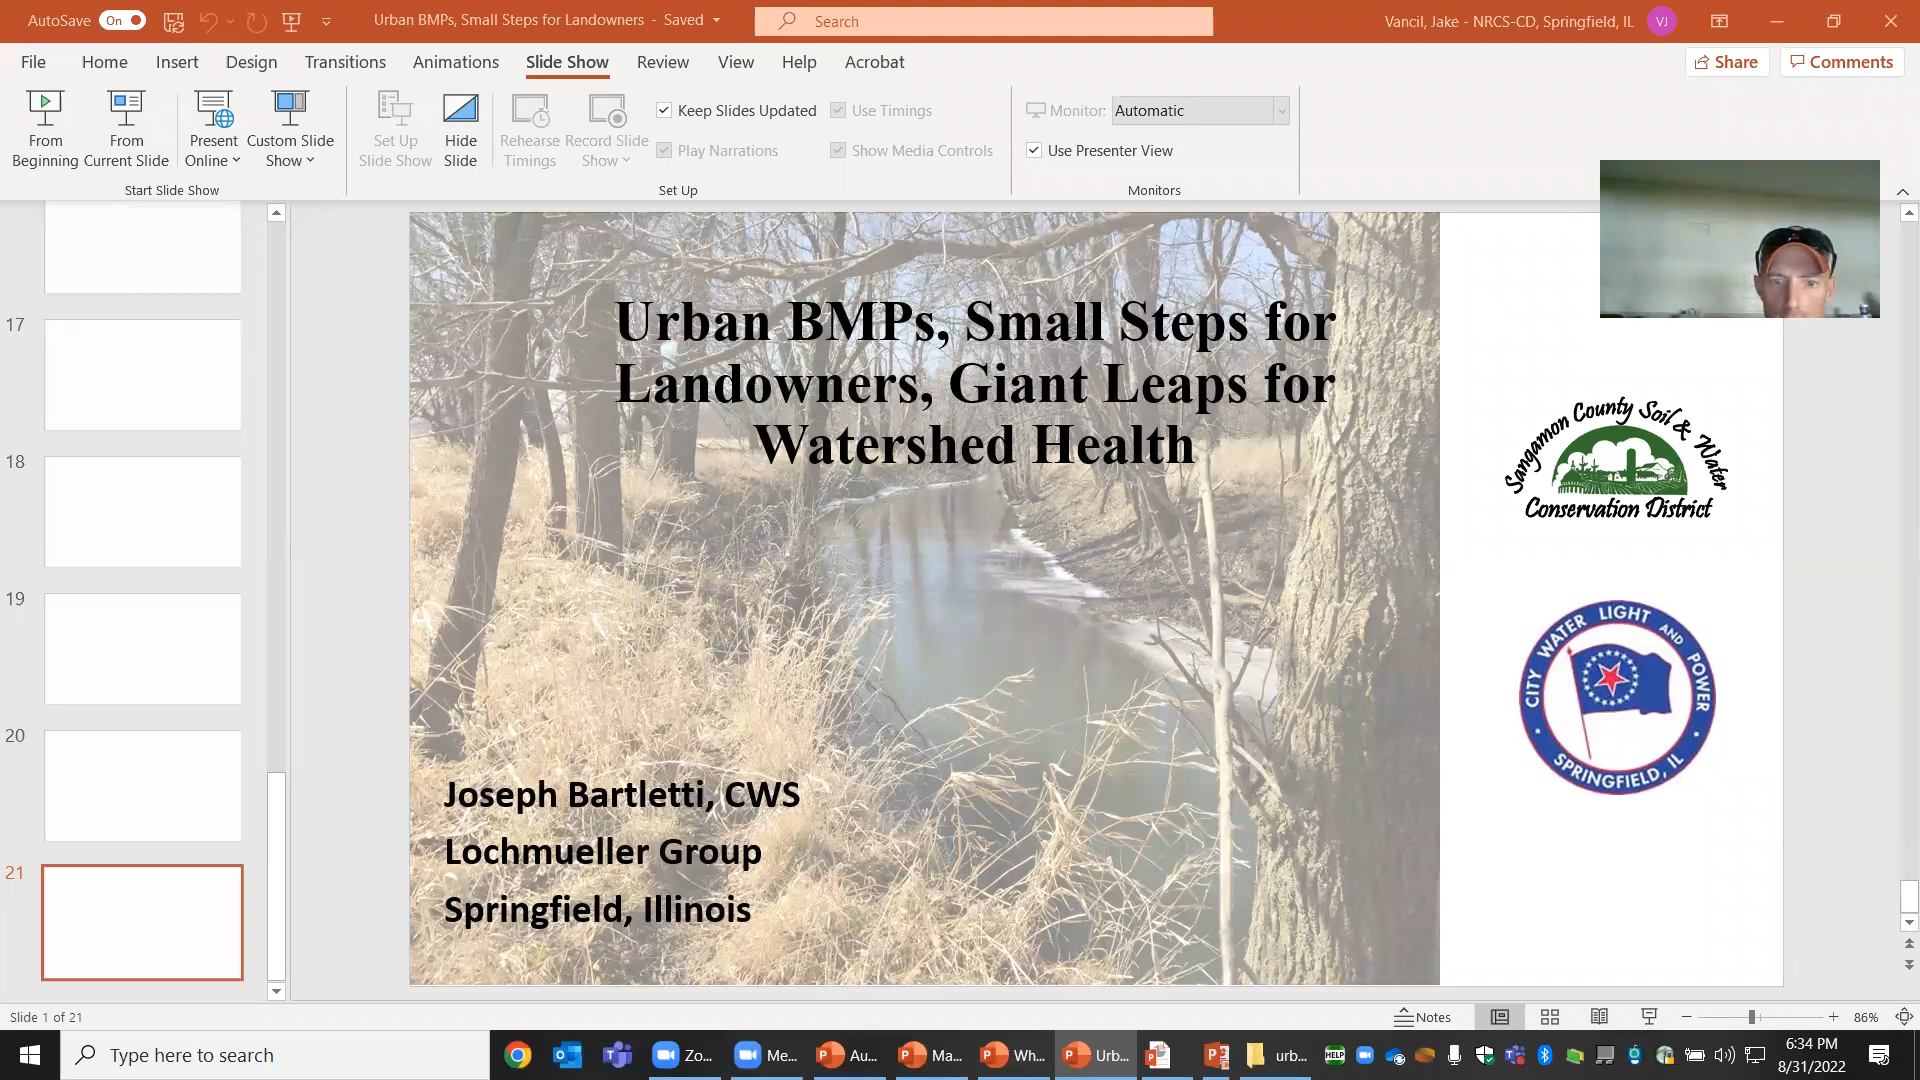 AutoSave On
Urban BMPs, Small Steps for Landowners - Saved
Search
Vancil, Jake - NRCS-CD, Springfield, IL VJ
File Home Insert Design Transitions Animations Slide Show Review View Help Acrobat
Share Comments
From Beginning
From Current Slide
Present Online
Custom Slide Show
Start Slide Show
Set Up Slide Show
Hide Slide
Rehearse Timings
Record Slide Show
Keep Slides Updated
Play Narrations
Use Timings
Show Media Controls
Set Up
Monitor: Automatic
Use Presenter View
Monitors
17
18
19
20
21
Urban BMPs, Small Steps for
Landowners, Giant Leaps for
Watershed Health
Joseph Bartletti, CWS
Lochmueller Group
Springfield, Illinois
Sangamon County Soil & Water
Conservation District
CITY WATER LIGHT AND POWER
SPRINGFIELD, IL
Slide 1 of 21
Notes
86%
Type here to search
Zo... Me... Au... Ma... Wh... Urb... urb...
HELP
6:34 PM
8/31/2022